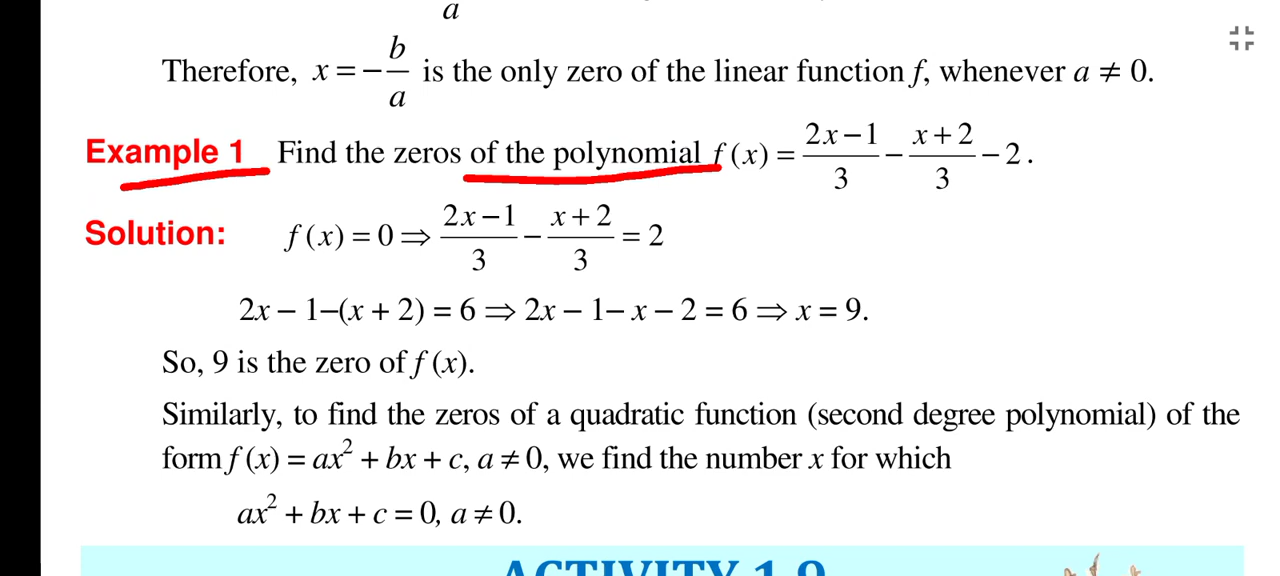 a
Therefore, x = −b/a is the only zero of the linear function f, whenever a ≠ 0.
Example 1 Find the zeros of the polynomial f (x) = (2x − 1)/3 − (x + 2)/3 − 2.
Solution: f (x) = 0 ⇒ (2x − 1)/3 − (x + 2)/3 = 2
2x – 1–(x + 2) = 6 ⇒ 2x – 1– x – 2 = 6 ⇒ x = 9.
So, 9 is the zero of f (x).
Similarly, to find the zeros of a quadratic function (second degree polynomial) of the
form f (x) = ax² + bx + c, a ≠ 0, we find the number x for which
ax² + bx + c = 0, a ≠ 0.
ACTIVITY 1.9